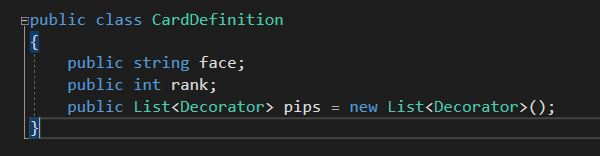 public class CardDefinition
{
    public string face;
    public int rank;
    public List<Decorator> pips = new List<Decorator>();
}